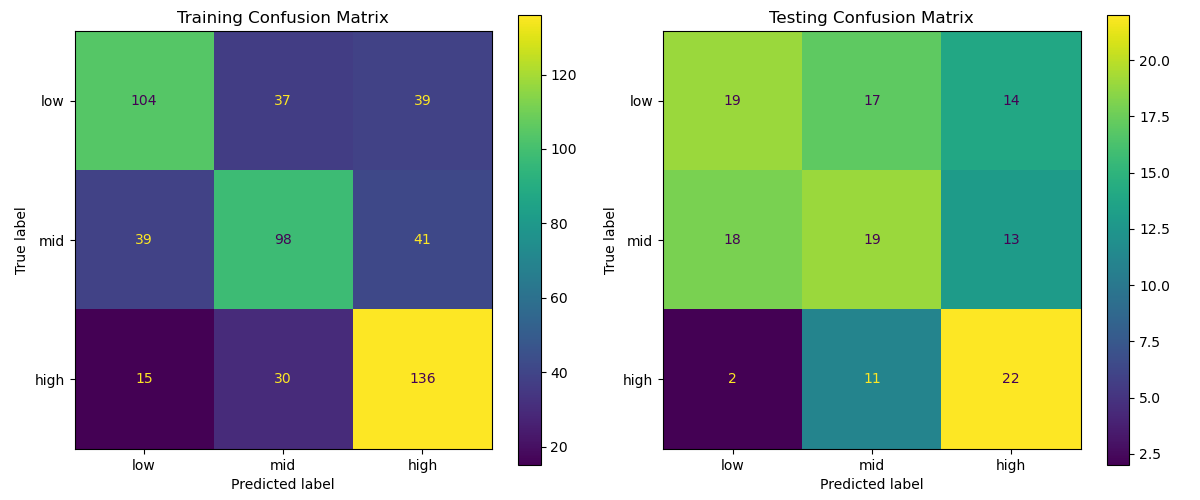 Training Confusion Matrix
True label
low
mid
high
104 37 39
39 98 41
15 30 136
low mid high
Predicted label
120
100
80
60
40
20
Testing Confusion Matrix
True label
low
mid
high
19 17 14
18 19 13
2 11 22
low mid high
Predicted label
20.0
17.5
15.0
12.5
10.0
7.5
5.0
2.5